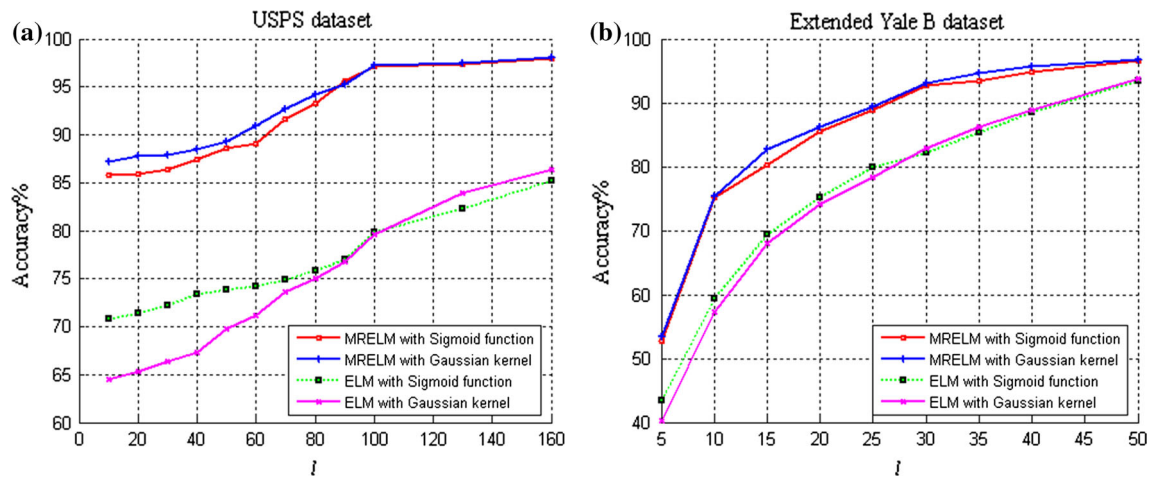 (a)
USPS dataset
Accuracy%
100
95
90
85
80
75
70
65
60
0 20 40 60 80 100 120 140 160
l
MRELM with Sigmoid function
MRELM with Gaussian kernel
ELM with Sigmoid function
ELM with Gaussian kernel
(b)
Extended Yale B dataset
Accuracy%
100
90
80
70
60
50
40
5 10 15 20 25 30 35 40 45 50
l
MRELM with Sigmoid function
MRELM with Gaussian kernel
ELM with Sigmoid function
ELM with Gaussian kernel